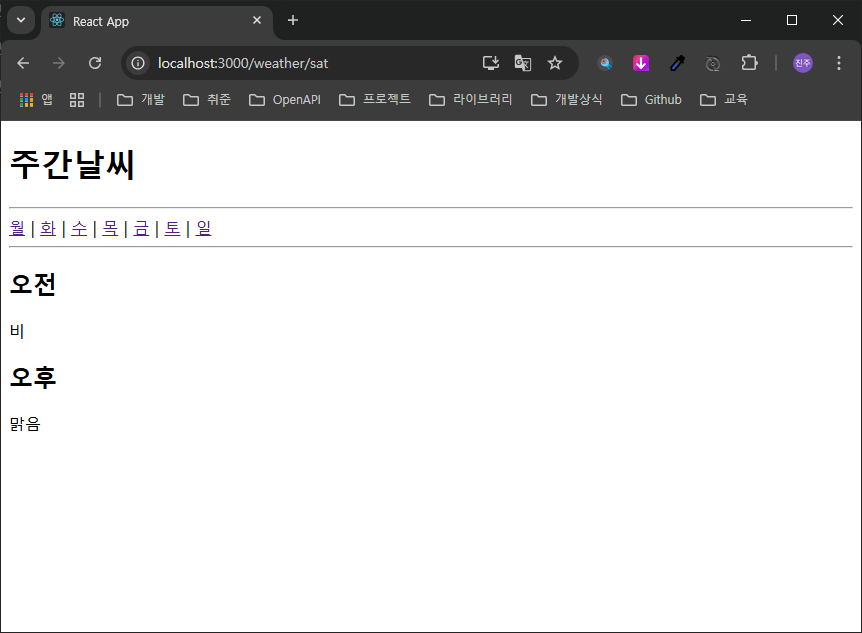 React App
localhost:3000/weather/sat
진주
앱 개발 취준 OpenAPI 프로젝트 라이브러리 개발상식 Github 교육
주간날씨
월 | 화 | 수 | 목 | 금 | 토 | 일
오전
비
오후
맑음